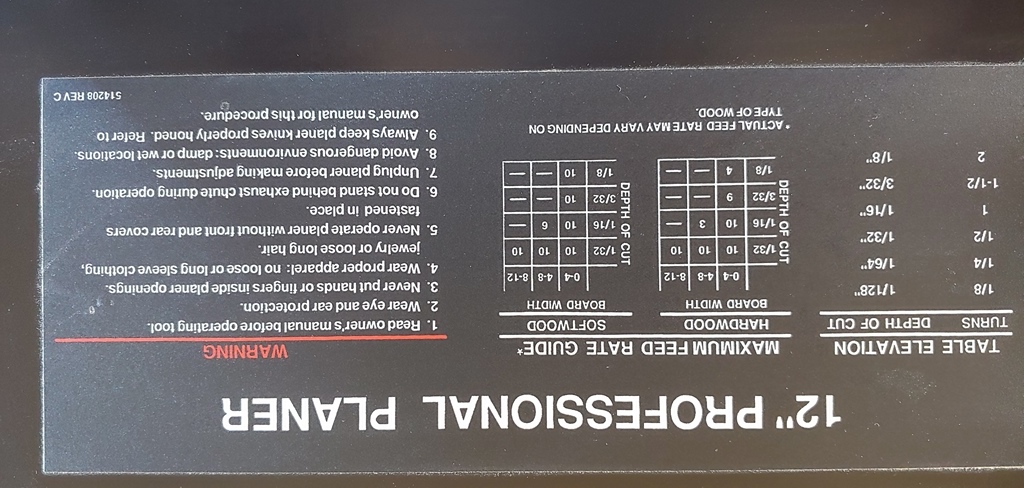 12" PROFESSIONAL PLANER
TABLE ELEVATION
TURNS DEPTH OF CUT
1/8 1/128"
1/4 1/64"
1/2 1/32"
1 1/16"
1-1/2 3/32"
2 1/8"
MAXIMUM FEED RATE GUIDE*
HARDWOOD
BOARD WIDTH
0-4 4-8 8-12
DEPTH OF CUT
1/32 10 10 10
1/16 10 3 —
3/32 6 — —
1/8 4 — —
SOFTWOOD
BOARD WIDTH
0-4 4-8 8-12
DEPTH OF CUT
1/32 10 10 10
1/16 10 9 —
3/32 10 — —
1/8 10 — —
*ACTUAL FEED RATE MAY VARY DEPENDING ON
TYPE OF WOOD.
WARNING
1. Read owner's manual before operating tool.
2. Wear eye and ear protection.
3. Never put hands or fingers inside planer openings.
4. Wear proper apparel: no loose or long sleeve clothing,
jewelry or loose long hair.
5. Never operate planer without front and rear covers
fastened in place.
6. Do not stand behind exhaust chute during operation.
7. Unplug planer before making adjustments.
8. Avoid dangerous environments: damp or wet locations.
9. Always keep planer knives properly honed. Refer to
owner's manual for this procedure.
514208 REV C